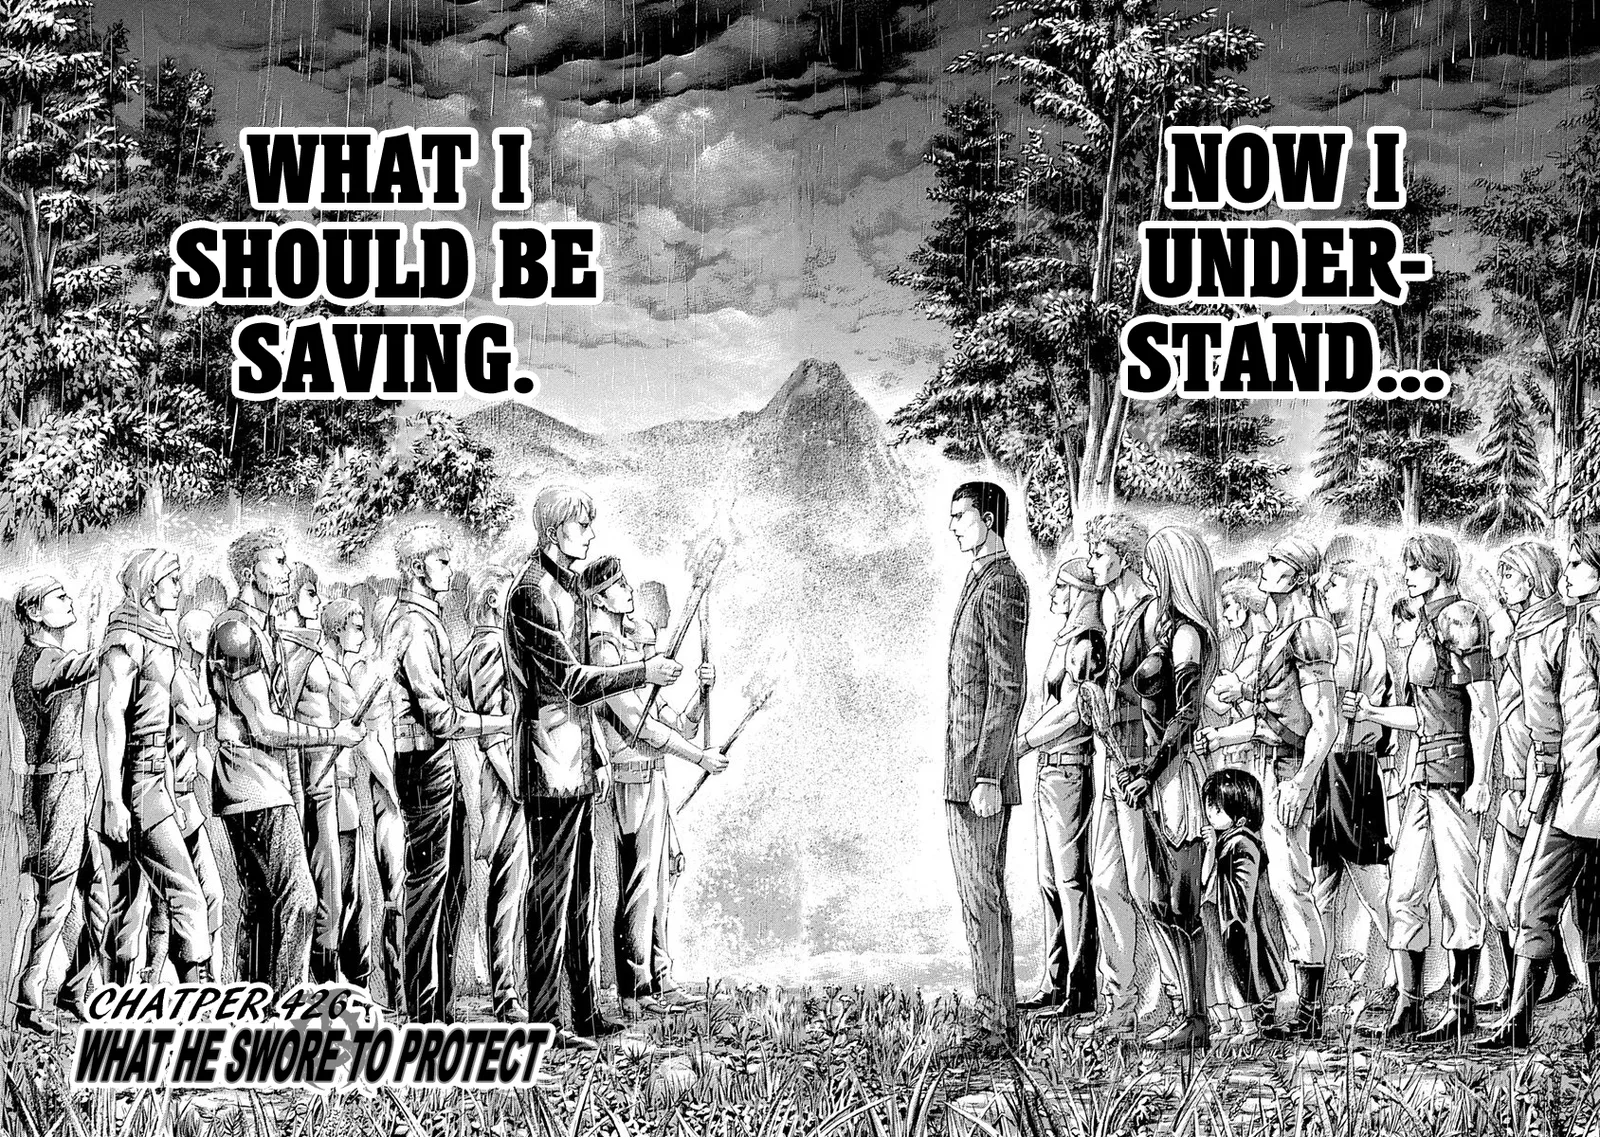 NOW I
UNDER-
STAND...
WHAT I
SHOULD BE
SAVING.
CHATPER 426
WHAT HE SWORE TO PROTECT